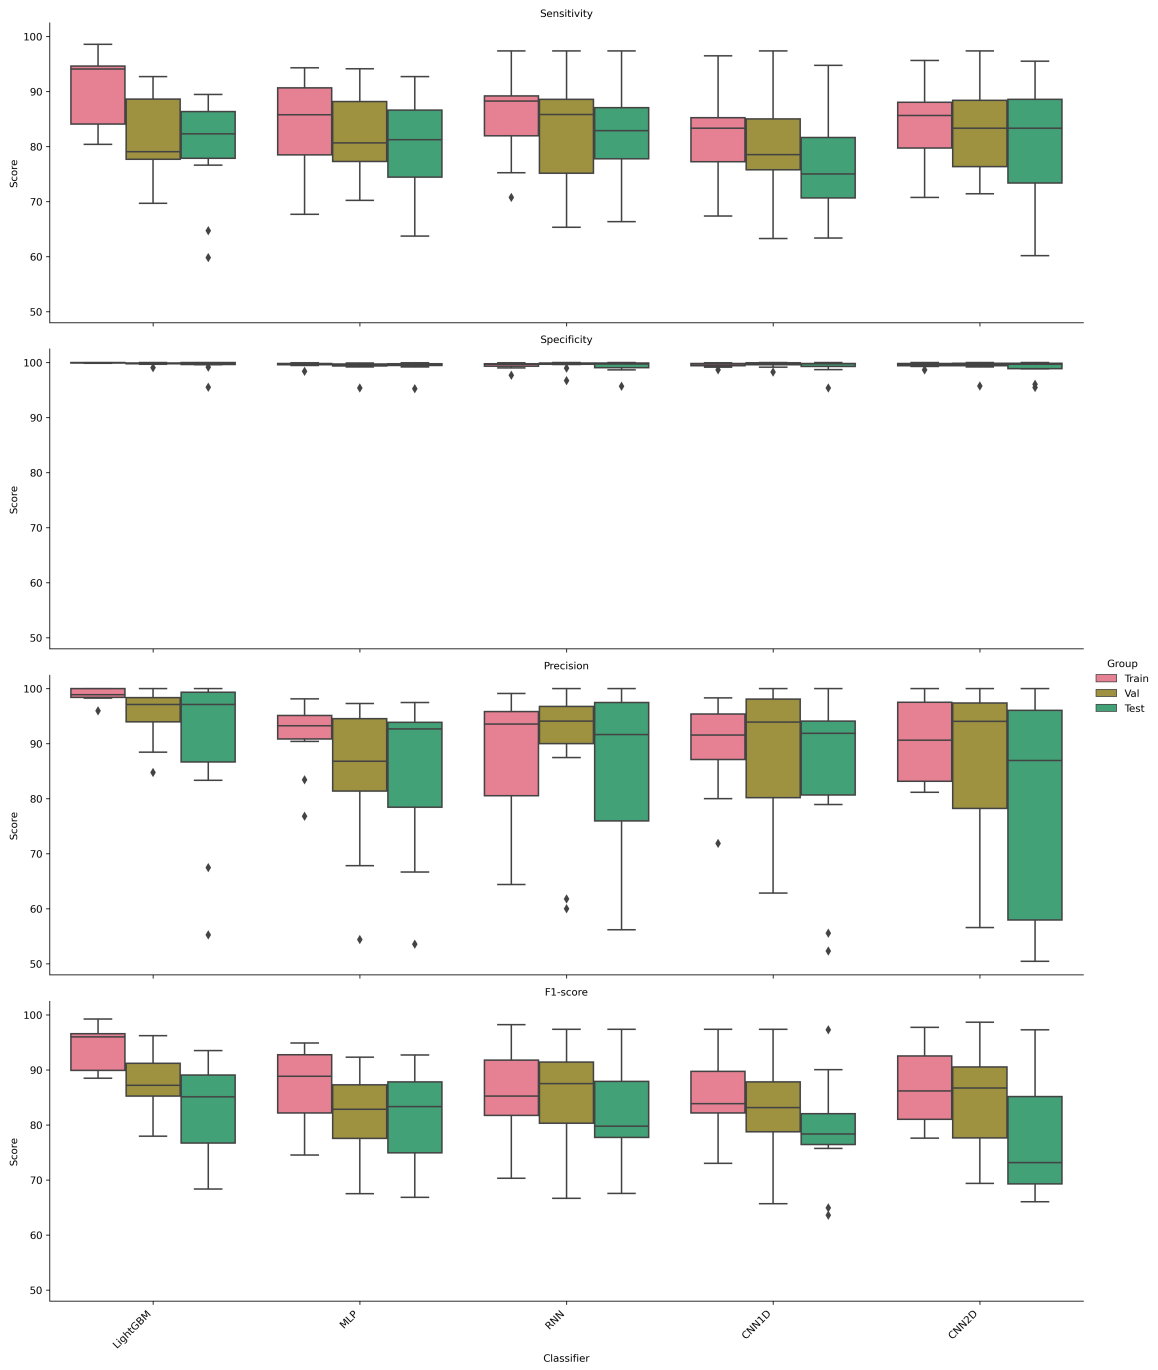 Sensitivity
100
90
80
70
60
50
Score
Specificity
100
90
80
70
60
50
Score
Precision
100
90
80
70
60
50
Score
Group
Train
Val
Test
F1-score
100
90
80
70
60
50
Score
LightGBM
MLP
RNN
CNN1D
CNN2D
Classifier